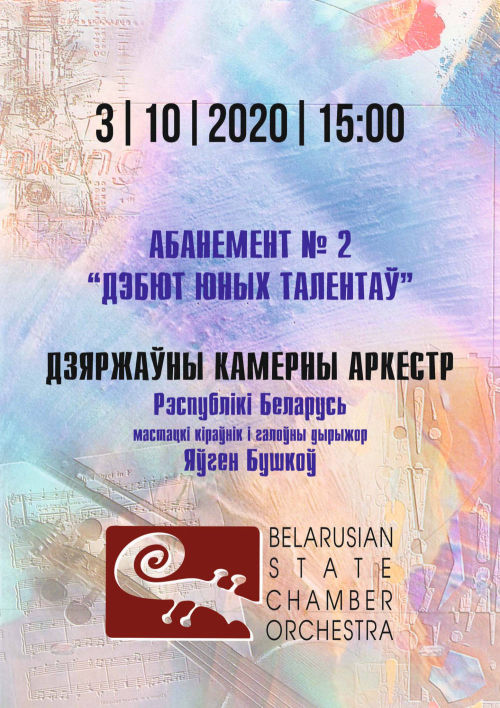 3 | 10 | 2020 | 15:00
АБАНЕМЕНТ № 2
“ДЭБЮТ ЮНЫХ ТАЛЕНТАЎ”
ДЗЯРЖАЎНЫ КАМЕРНЫ АРКЕСТР
Рэспублікі Беларусь
мастацкі кіраўнік і галоўны дырыжор
Яўген Бушкоў
BELARUSIAN
STATE
CHAMBER
ORCHESTRA